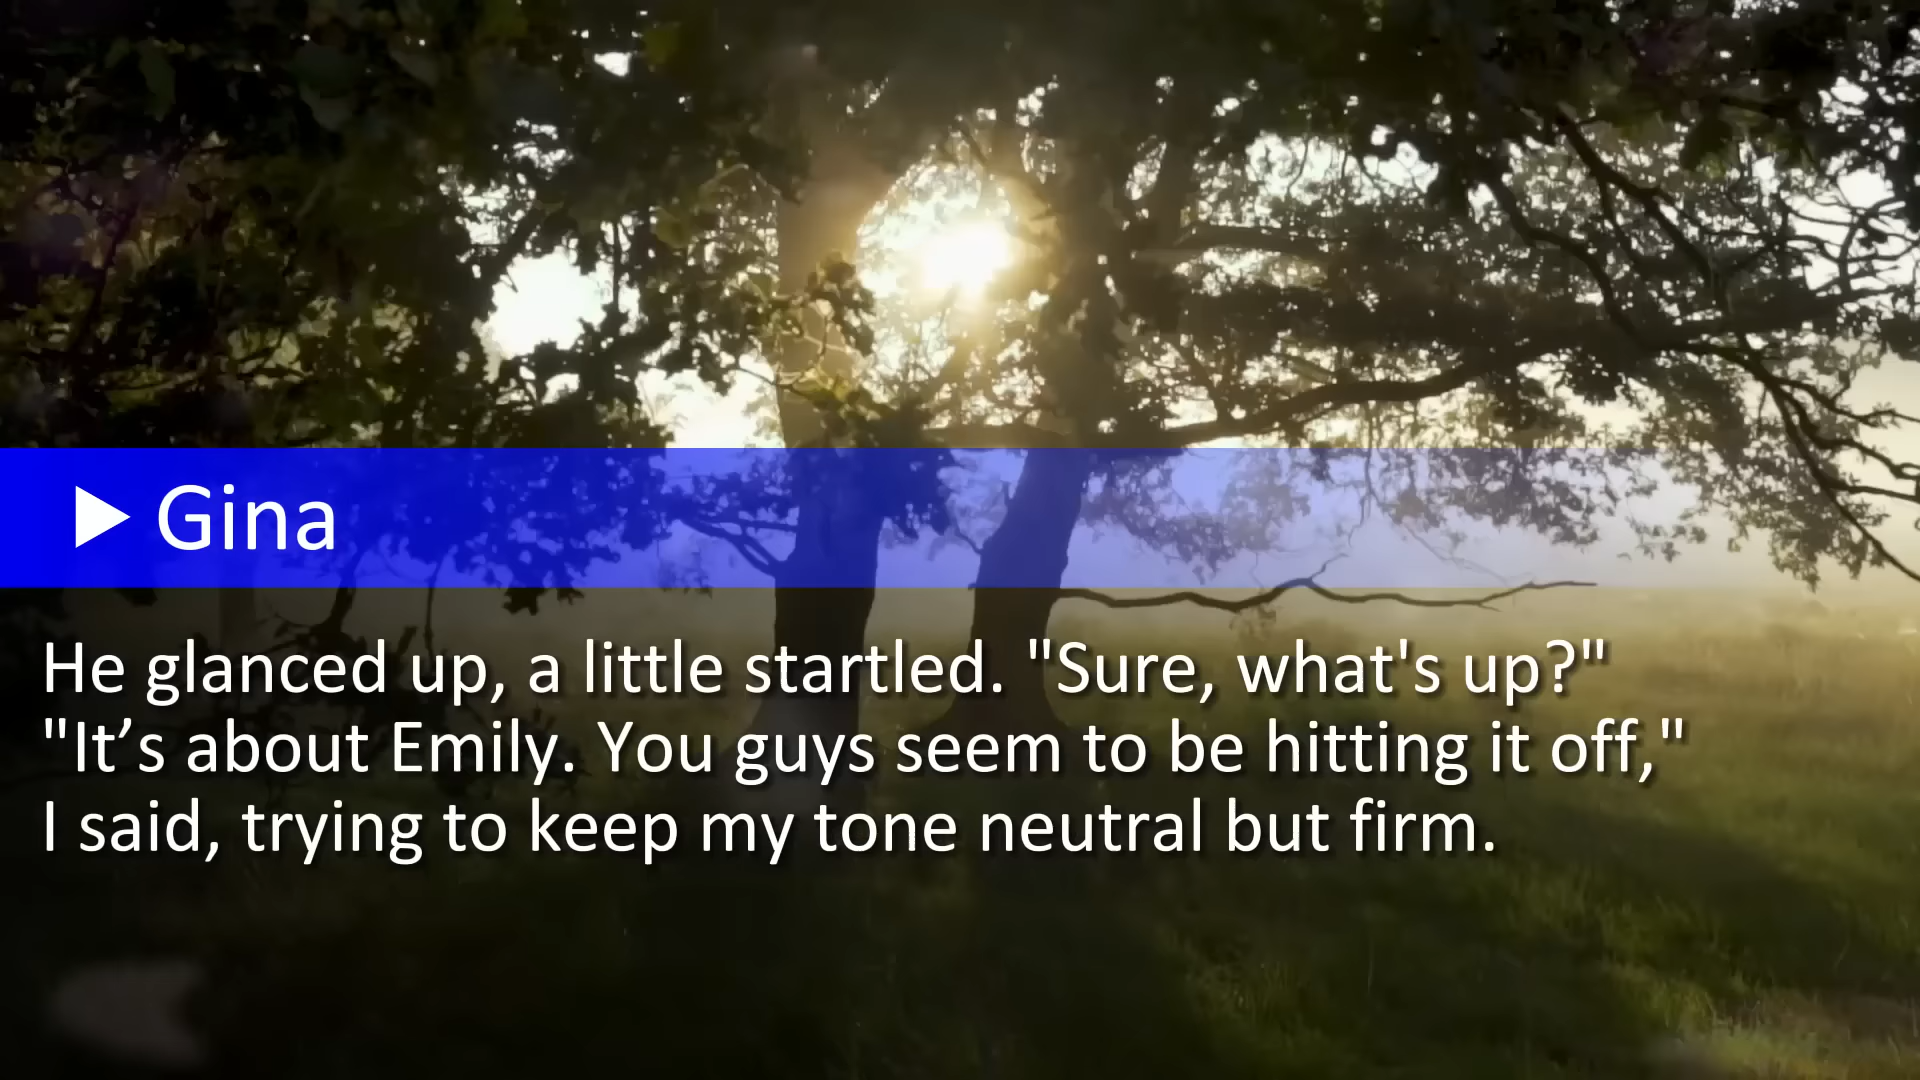 Gina
He glanced up, a little startled. "Sure, what's up?"
"It’s about Emily. You guys seem to be hitting it off,"
I said, trying to keep my tone neutral but firm.